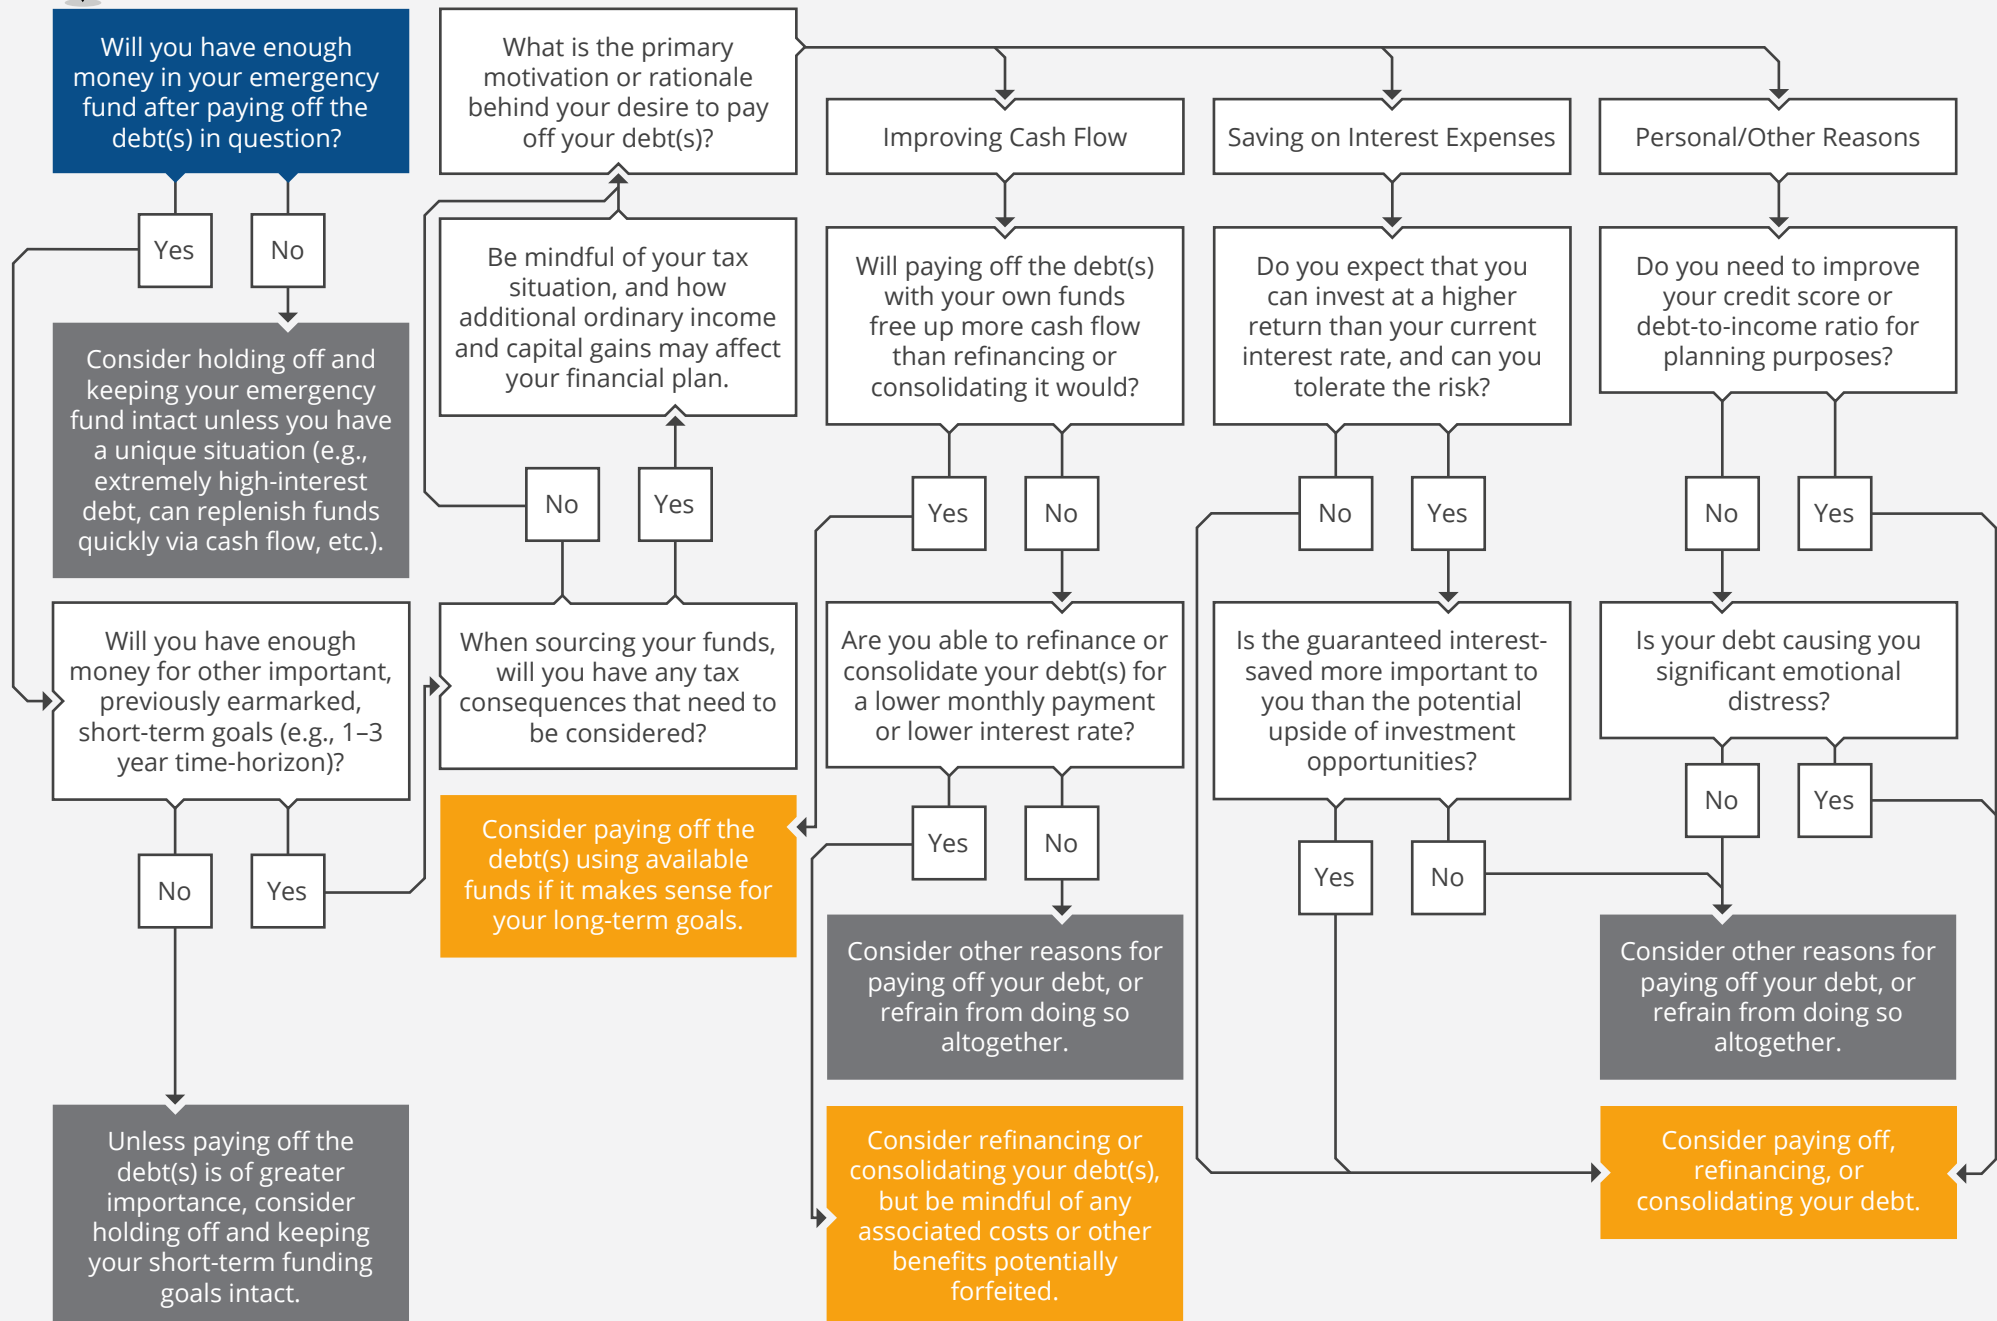 Will you have enough
money in your emergency
fund after paying off the
debt(s) in question?
Yes
No
Consider holding off and
keeping your emergency
fund intact unless you have
a unique situation (e.g.,
extremely high-interest
debt, can replenish funds
quickly via cash flow, etc.).
Will you have enough
money for other important,
previously earmarked,
short-term goals (e.g., 1–3
year time-horizon)?
No
Yes
Unless paying off the
debt(s) is of greater
importance, consider
holding off and keeping
your short-term funding
goals intact.
What is the primary
motivation or rationale
behind your desire to pay
off your debt(s)?
Be mindful of your tax
situation, and how
additional ordinary income
and capital gains may affect
your financial plan.
No
Yes
When sourcing your funds,
will you have any tax
consequences that need to
be considered?
Consider paying off the
debt(s) using available
funds if it makes sense for
your long-term goals.
Improving Cash Flow
Will paying off the debt(s)
with your own funds
free up more cash flow
than refinancing or
consolidating it would?
Yes
No
Are you able to refinance or
consolidate your debt(s) for
a lower monthly payment
or lower interest rate?
Yes
No
Consider other reasons for
paying off your debt, or
refrain from doing so
altogether.
Consider refinancing or
consolidating your debt(s),
but be mindful of any
associated costs or other
benefits potentially
forfeited.
Saving on Interest Expenses
Do you expect that you
can invest at a higher
return than your current
interest rate, and can you
tolerate the risk?
No
Yes
Is the guaranteed interest-
saved more important to
you than the potential
upside of investment
opportunities?
Yes
No
Personal/Other Reasons
Do you need to improve
your credit score or
debt-to-income ratio for
planning purposes?
No
Yes
Is your debt causing you
significant emotional
distress?
No
Yes
Consider other reasons for
paying off your debt, or
refrain from doing so
altogether.
Consider paying off,
refinancing, or
consolidating your debt.